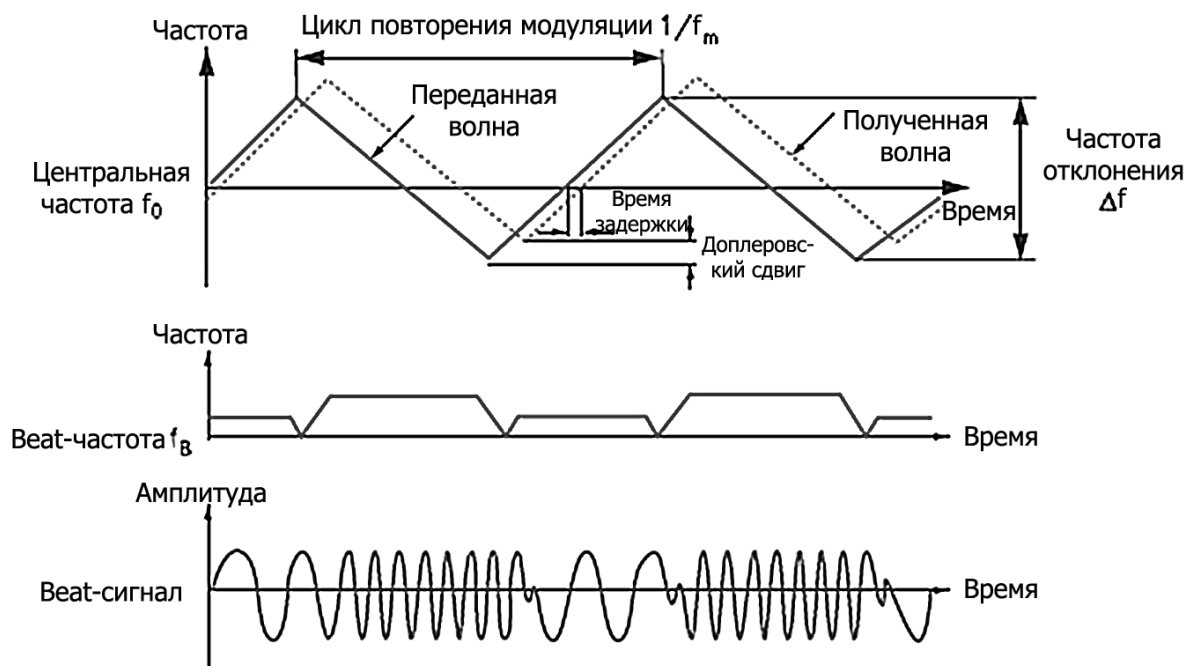 Частота
Цикл повторения модуляции 1/fm
Переданная
волна
Полученная
волна
Частота
отклонения
Δf
Центральная
частота f0
Время
задержки
Время
Доплеровс-
кий сдвиг
Частота
Beat-частота fB
Время
Амплитуда
Beat-сигнал
Время